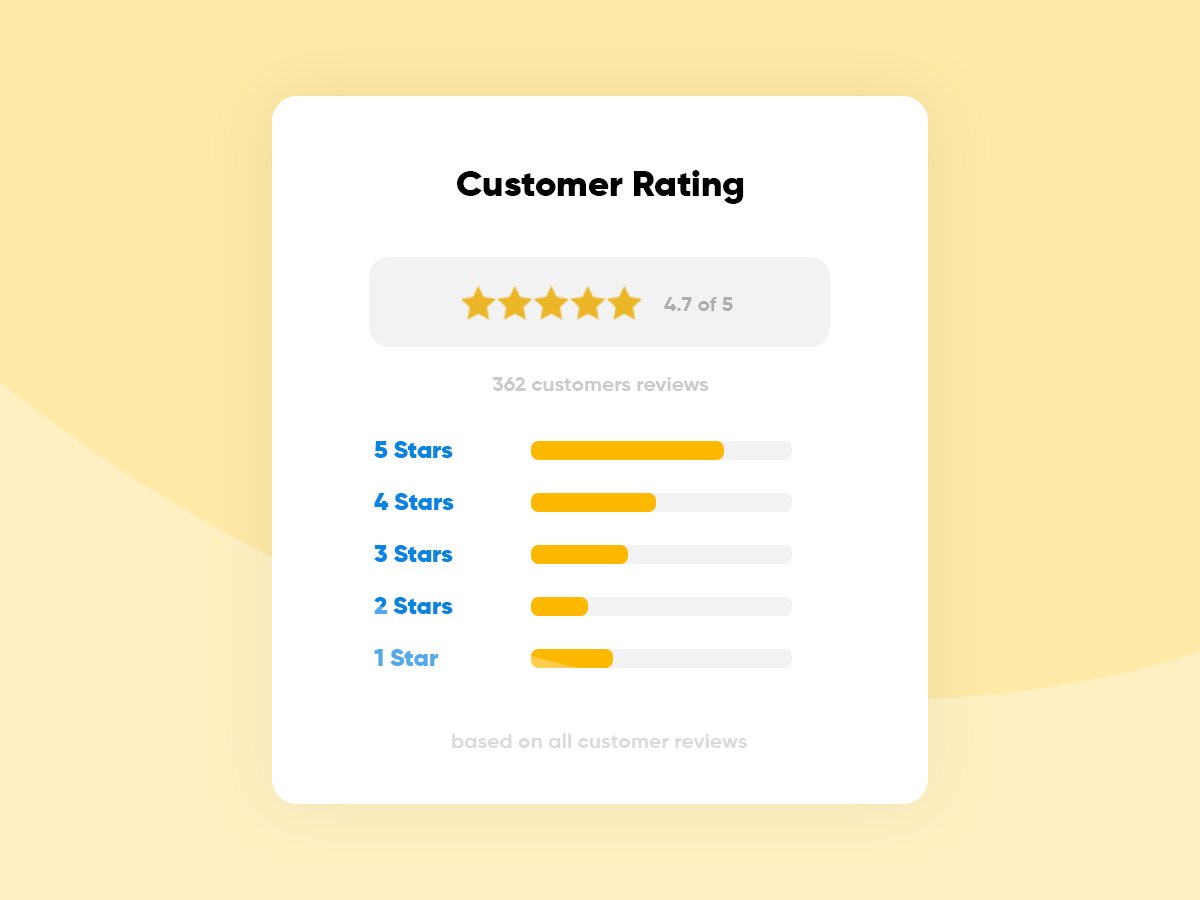 Customer Rating
4.7 of 5
362 customers reviews
5 Stars
4 Stars
3 Stars
2 Stars
1 Star
based on all customer reviews